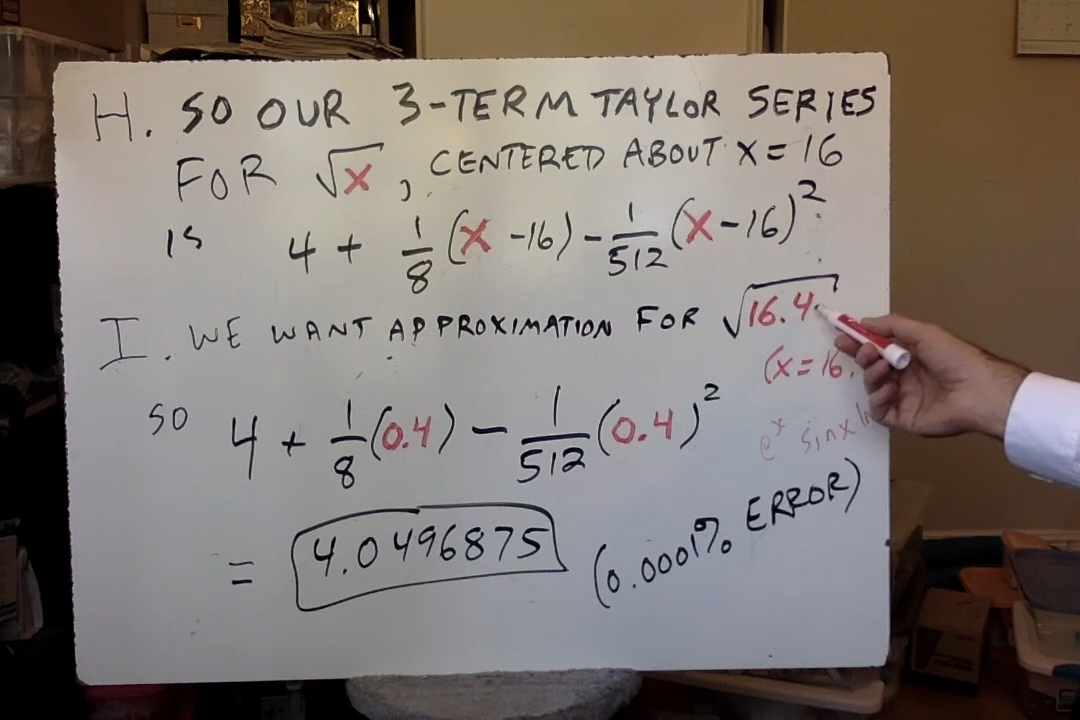 H. SO OUR 3-TERM TAYLOR SERIES
FOR √x, CENTERED ABOUT x = 16
IS 4 + 1/8 (x - 16) - 1/512 (x - 16)²
I. WE WANT APPROXIMATION FOR √16.4
(x = 16.
SO 4 + 1/8 (0.4) - 1/512 (0.4)²
eˣ sin x
= 4.0496875 (0.0001% ERROR)